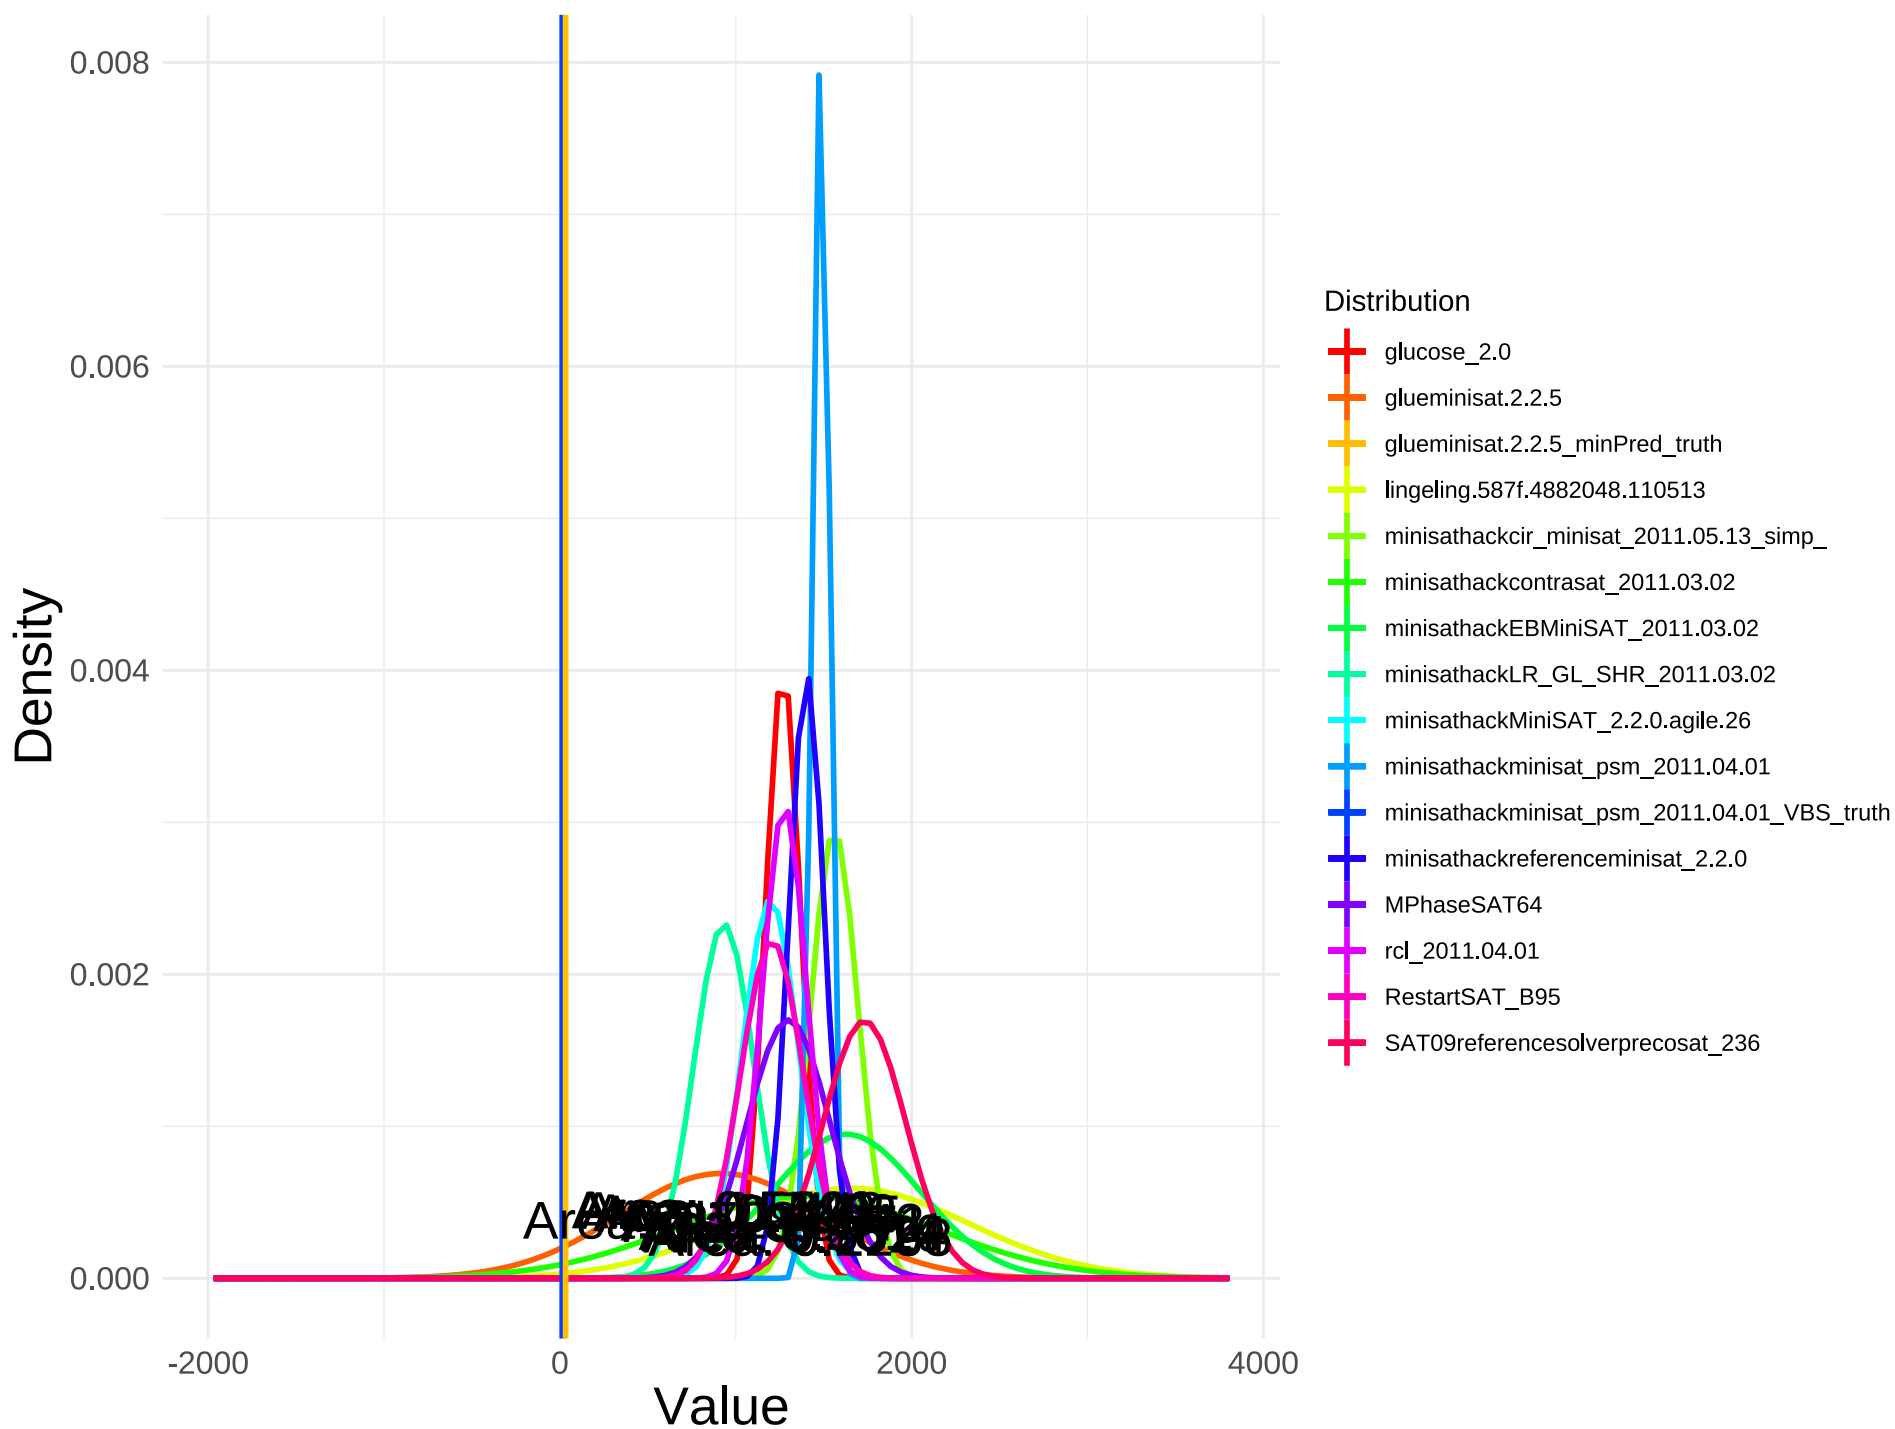 0.008
0.006
0.004
0.002
0.000
-2000
0
2000
4000
Value
Density
Distribution
glucose_2.0
glueminisat.2.2.5
glueminisat.2.2.5_minPred_truth
lingeling.587f.4882048.110513
minisathackcir_minisat_2011.05.13_simp_
minisathackcontrasat_2011.03.02
minisathackEBMiniSAT_2011.03.02
minisathackLR_GL_SHR_2011.03.02
minisathackMiniSAT_2.2.0.agile.26
minisathackminisat_psm_2011.04.01
minisathackminisat_psm_2011.04.01_VBS_truth
minisathackreferenceminisat_2.2.0
MPhaseSAT64
rcl_2011.04.01
RestartSAT_B95
SAT09referencesolverprecosat_236